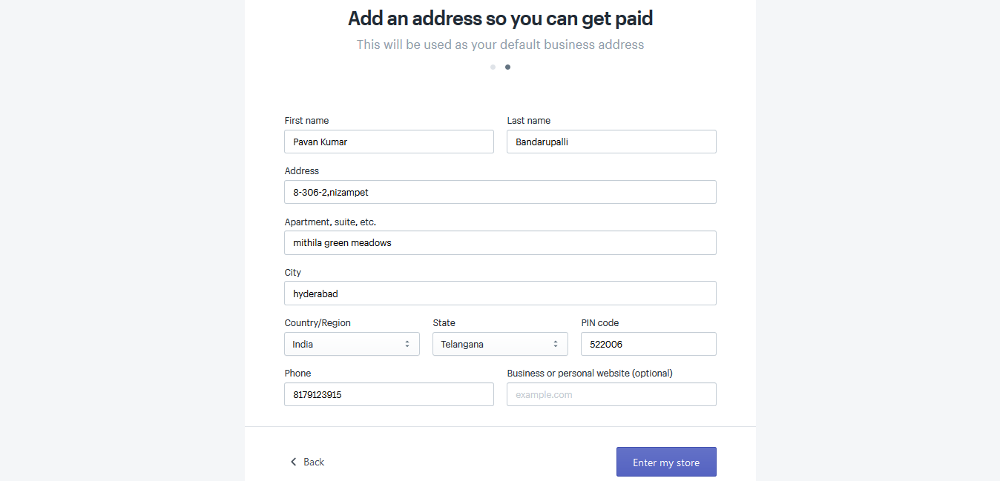 Add an address so you can get paid
This will be used as your default business address
First name
Last name
Pavan Kumar
Bandarupalli
Address
8-306-2,nizampet
Apartment, suite, etc.
mithila green meadows
City
hyderabad
Country/Region
State
PIN code
India
Telangana
522006
Phone
Business or personal website (optional)
8179123915
example.com
Back
Enter my store